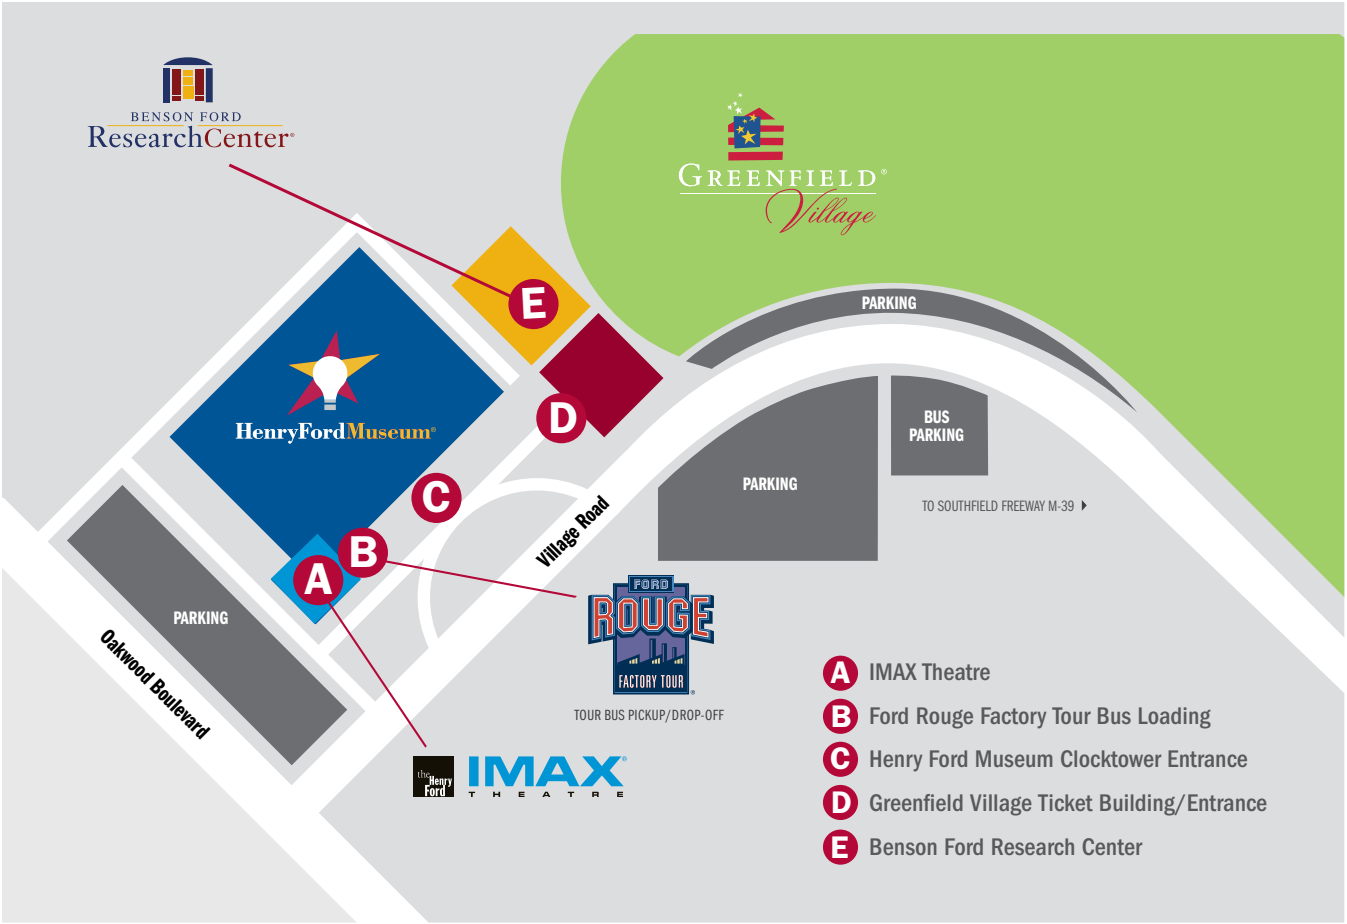 BENSON FORD
ResearchCenter®
GREENFIELD®
Village
PARKING
E
HenryFordMuseum®
D
BUS
PARKING
PARKING
C
TO SOUTHFIELD FREEWAY M-39
Village Road
B
A
FORD
ROUGE
FACTORY TOUR
®
TOUR BUS PICKUP/DROP-OFF
PARKING
Oakwood Boulevard
the
Henry
Ford
IMAX®
THEATRE
A IMAX Theatre
B Ford Rouge Factory Tour Bus Loading
C Henry Ford Museum Clocktower Entrance
D Greenfield Village Ticket Building/Entrance
E Benson Ford Research Center